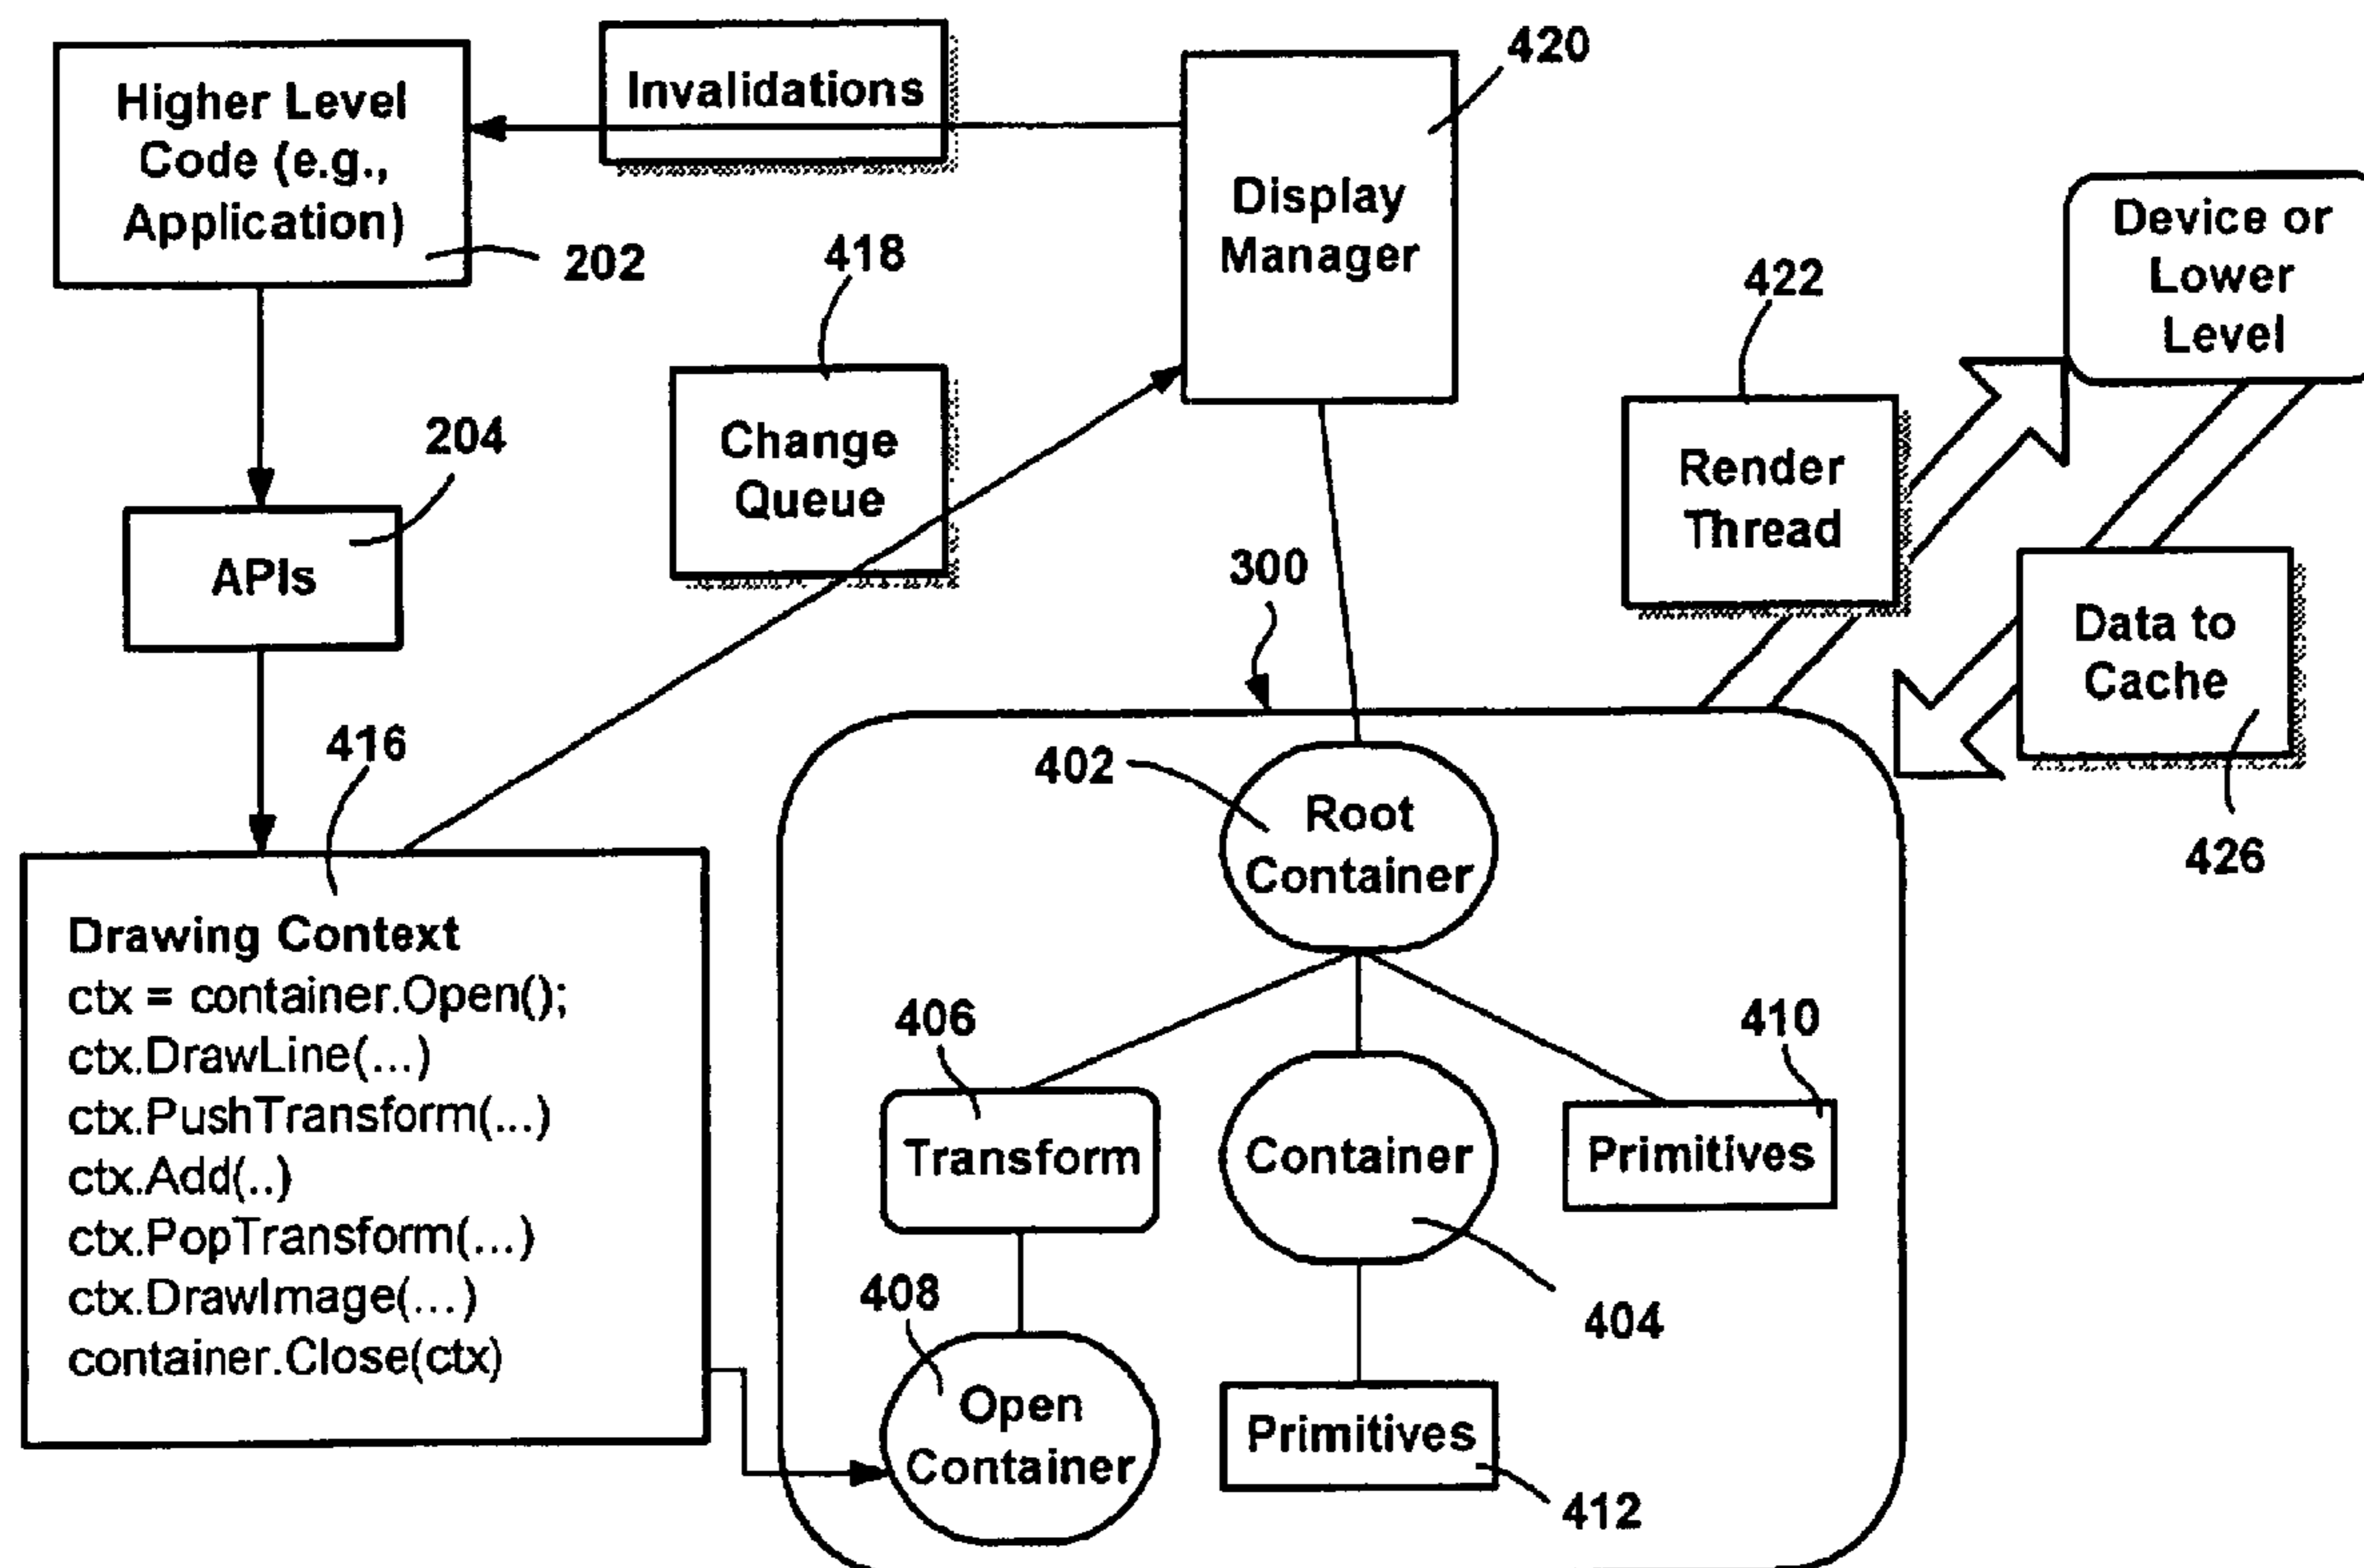 Higher Level
Code (e.g.,
Application)
202
Invalidations
Display
Manager
420
418
Change
Queue
422
Render
Thread
Device or
Lower
Level
204
APIs
300
Data to
Cache
426
416
Drawing Context
ctx = container.Open();
ctx.DrawLine(...)
ctx.PushTransform(...)
ctx.Add(..)
ctx.PopTransform(...)
ctx.DrawImage(...)
container.Close(ctx)
402
Root
Container
406
Transform
Container
404
410
Primitives
408
Open
Container
Primitives
412